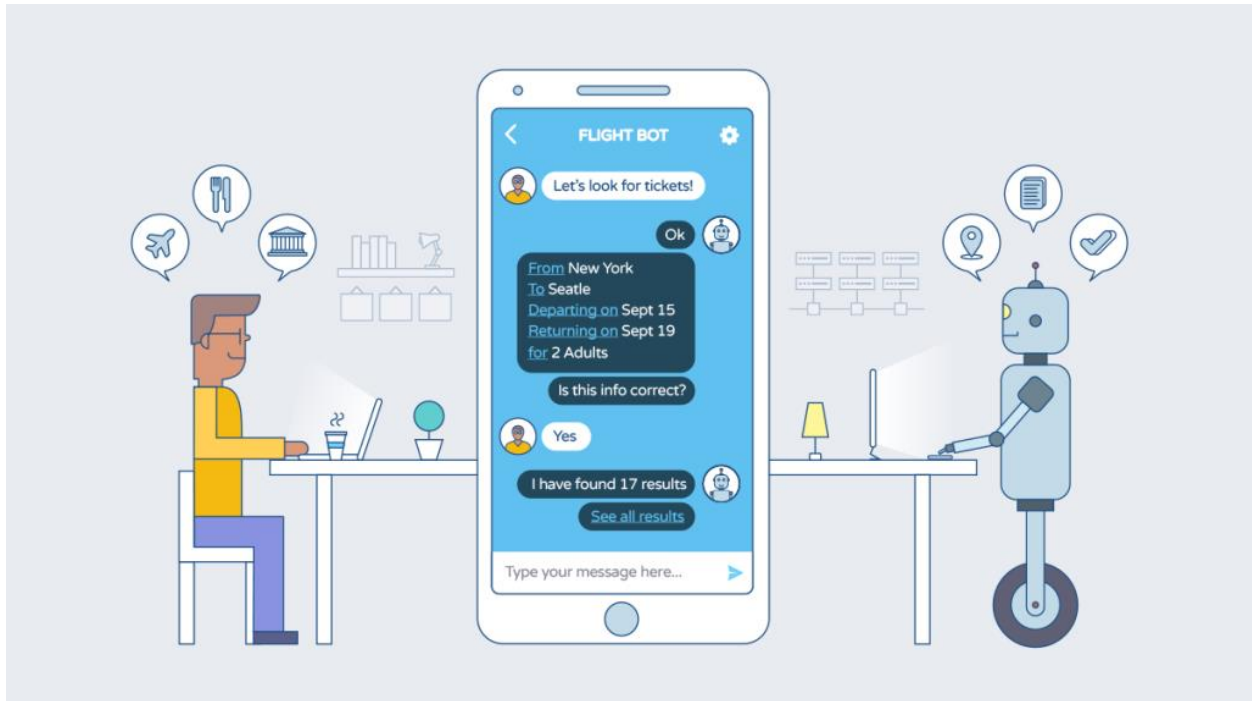 FLIGHT BOT
Let's look for tickets!
Ok
From New York
To Seatle
Departing on Sept 15
Returning on Sept 19
for 2 Adults
Is this info correct?
Yes
I have found 17 results
See all results
Type your message here...